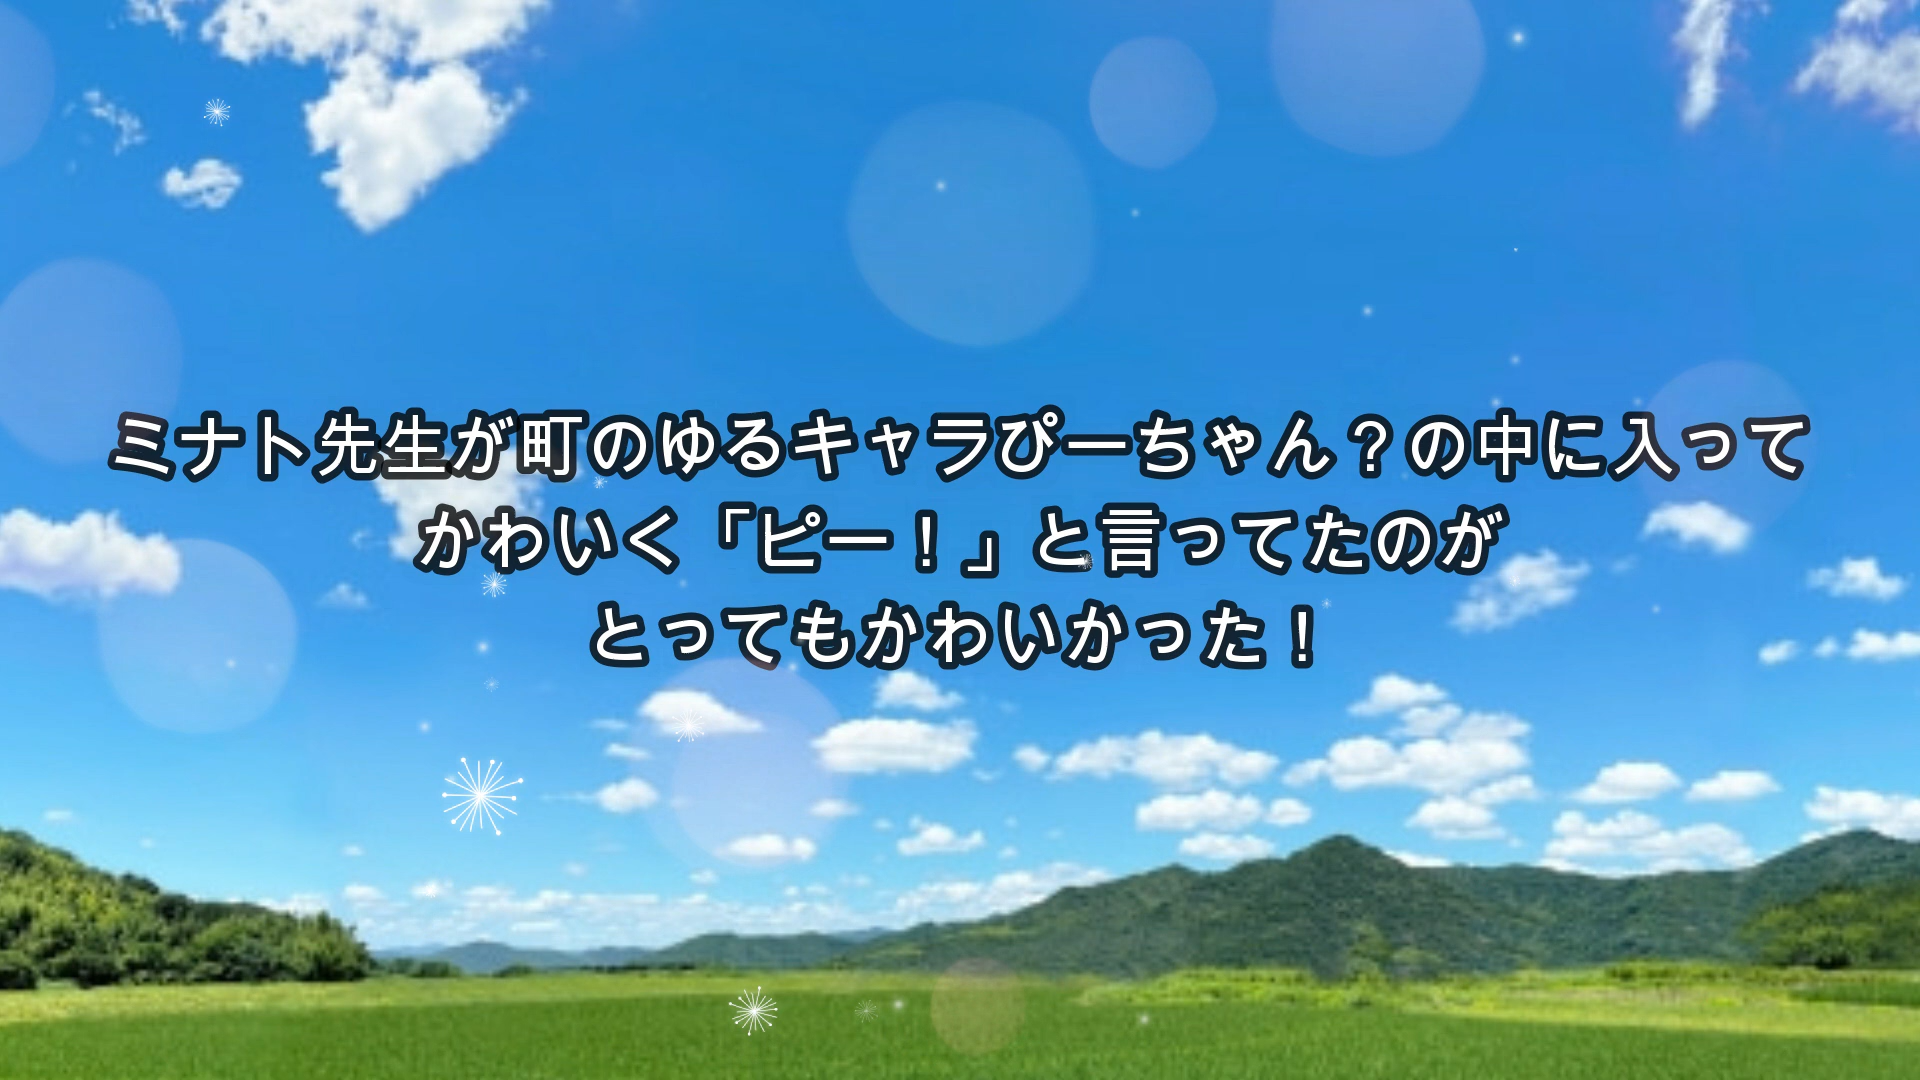 ミナト先生が町のゆるキャラぴーちゃん？の中に入って
かわいく「ピー！」と言ってたのが
とってもかわいかった！